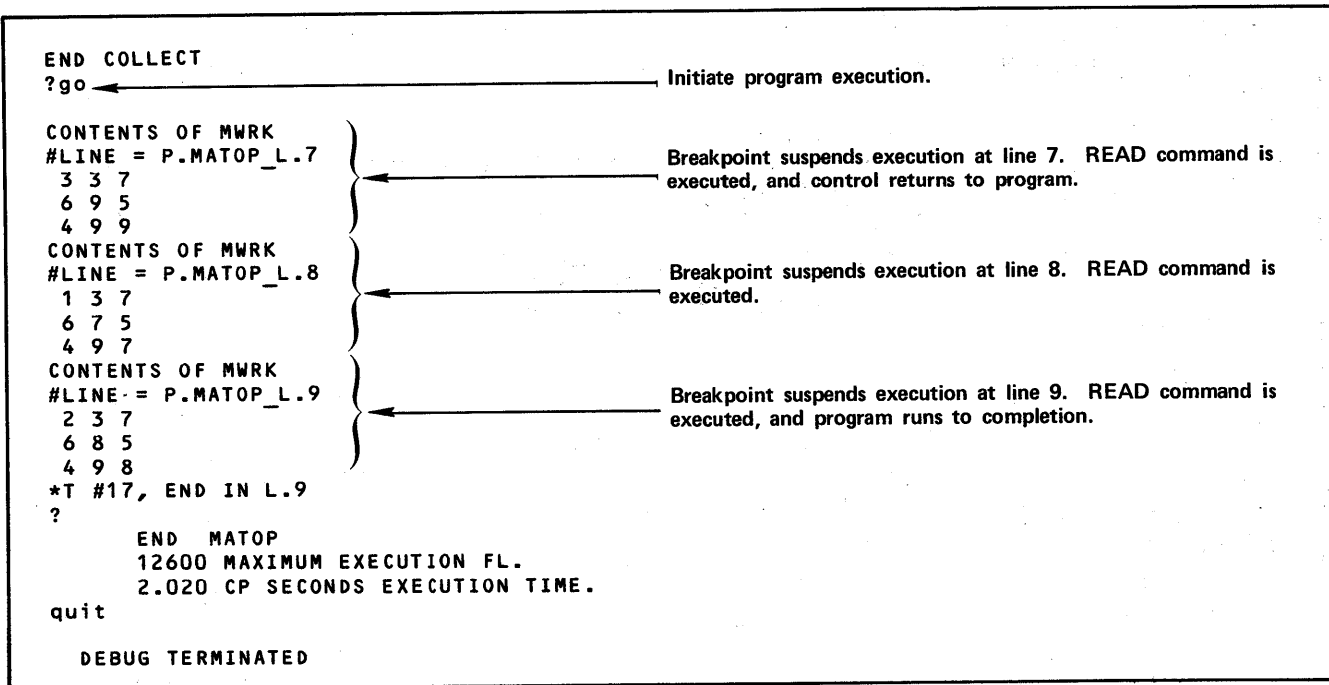 END COLLECT
?go
Initiate program execution.
CONTENTS OF MWRK
#LINE = P.MATOP_L.7
3 3 7
6 9 5
4 9 9
Breakpoint suspends execution at line 7. READ command is
executed, and control returns to program.
CONTENTS OF MWRK
#LINE = P.MATOP_L.8
1 3 7
6 7 5
4 9 7
Breakpoint suspends execution at line 8. READ command is
executed.
CONTENTS OF MWRK
#LINE = P.MATOP_L.9
2 3 7
6 8 5
4 9 8
Breakpoint suspends execution at line 9. READ command is
executed, and program runs to completion.
*T #17, END IN L.9
?
END MATOP
12600 MAXIMUM EXECUTION FL.
2.020 CP SECONDS EXECUTION TIME.
quit
DEBUG TERMINATED